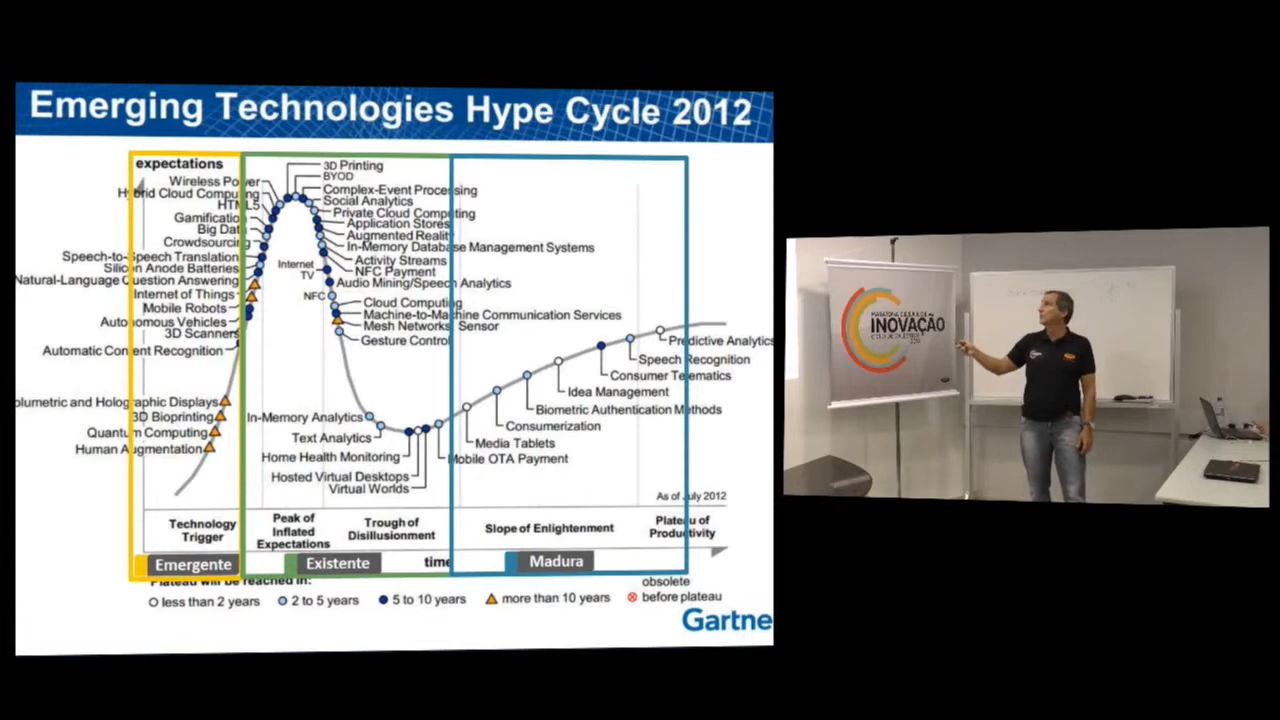 Emerging Technologies Hype Cycle 2012
expectations
3D Printing
BYOD
Wireless Power
Complex-Event Processing
Hybrid Cloud Computing
Social Analytics
HTML5
Private Cloud Computing
Gamification
Application Stores
Big Data
Augmented Reality
Crowdsourcing
In-Memory Database Management Systems
Speech-to-Speech Translation
Activity Streams
Silicon Anode Batteries
Internet
TV
NFC Payment
Natural-Language Question Answering
Audio Mining/Speech Analytics
Internet of Things
NFC
Cloud Computing
Mobile Robots
Machine-to-Machine Communication Services
Autonomous Vehicles
Mesh Networks: Sensor
3D Scanners
Gesture Control
Automatic Content Recognition
Predictive Analytics
Speech Recognition
Consumer Telematics
Idea Management
olumetric and Holographic Displays
Biometric Authentication Methods
3D Bioprinting
In-Memory Analytics
Consumerization
Quantum Computing
Text Analytics
Media Tablets
Human Augmentation
Home Health Monitoring
Mobile OTA Payment
Hosted Virtual Desktops
Virtual Worlds
As of July 2012
Technology
Trigger
Peak of
Inflated
Expectations
Trough of
Disillusionment
Slope of Enlightenment
Plateau of
Productivity
Emergente
Existente
time
Madura
Plateau will be reached in:
less than 2 years
2 to 5 years
5 to 10 years
more than 10 years
obsolete
before plateau
Gartne
INOVAÇÃO